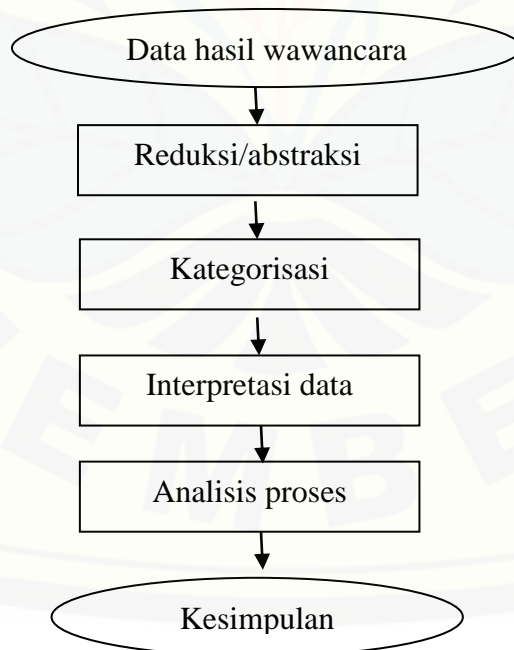 Data hasil wawancara
Reduksi/abstraksi
Kategorisasi
Interpretasi data
Analisis proses
Kesimpulan